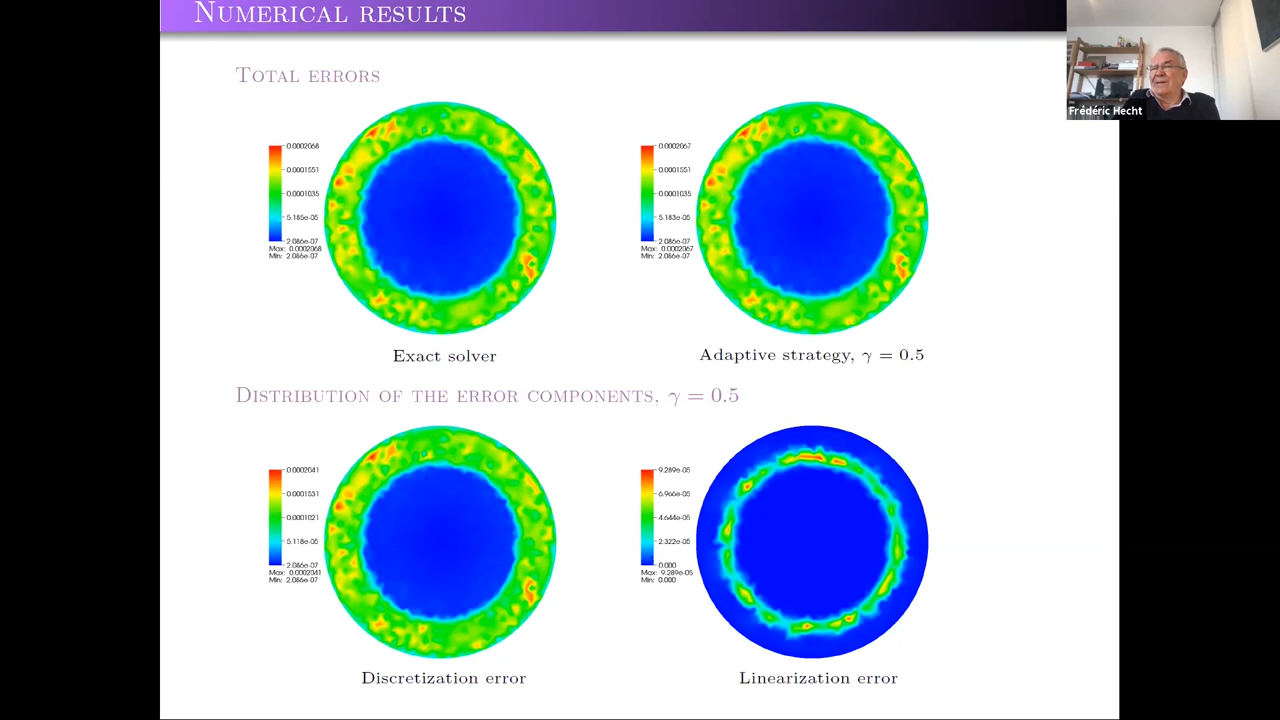 Numerical results
Frédéric Hecht
Total errors
0.0002068
0.0001551
0.0001035
5.185e-05
2.086e-07
Max: 0.0002068
Min: 2.086e-07
0.0002067
0.0001551
0.0001035
5.183e-05
2.086e-07
Max: 0.0002067
Min: 2.086e-07
Exact solver
Adaptive strategy, γ = 0.5
Distribution of the error components, γ = 0.5
0.0002041
0.0001531
0.0001021
5.118e-05
2.086e-07
Max: 0.0002041
Min: 2.086e-07
9.289e-05
6.966e-05
4.644e-05
2.322e-05
0.000
Max: 9.289e-05
Min: 0.000
Discretization error
Linearization error